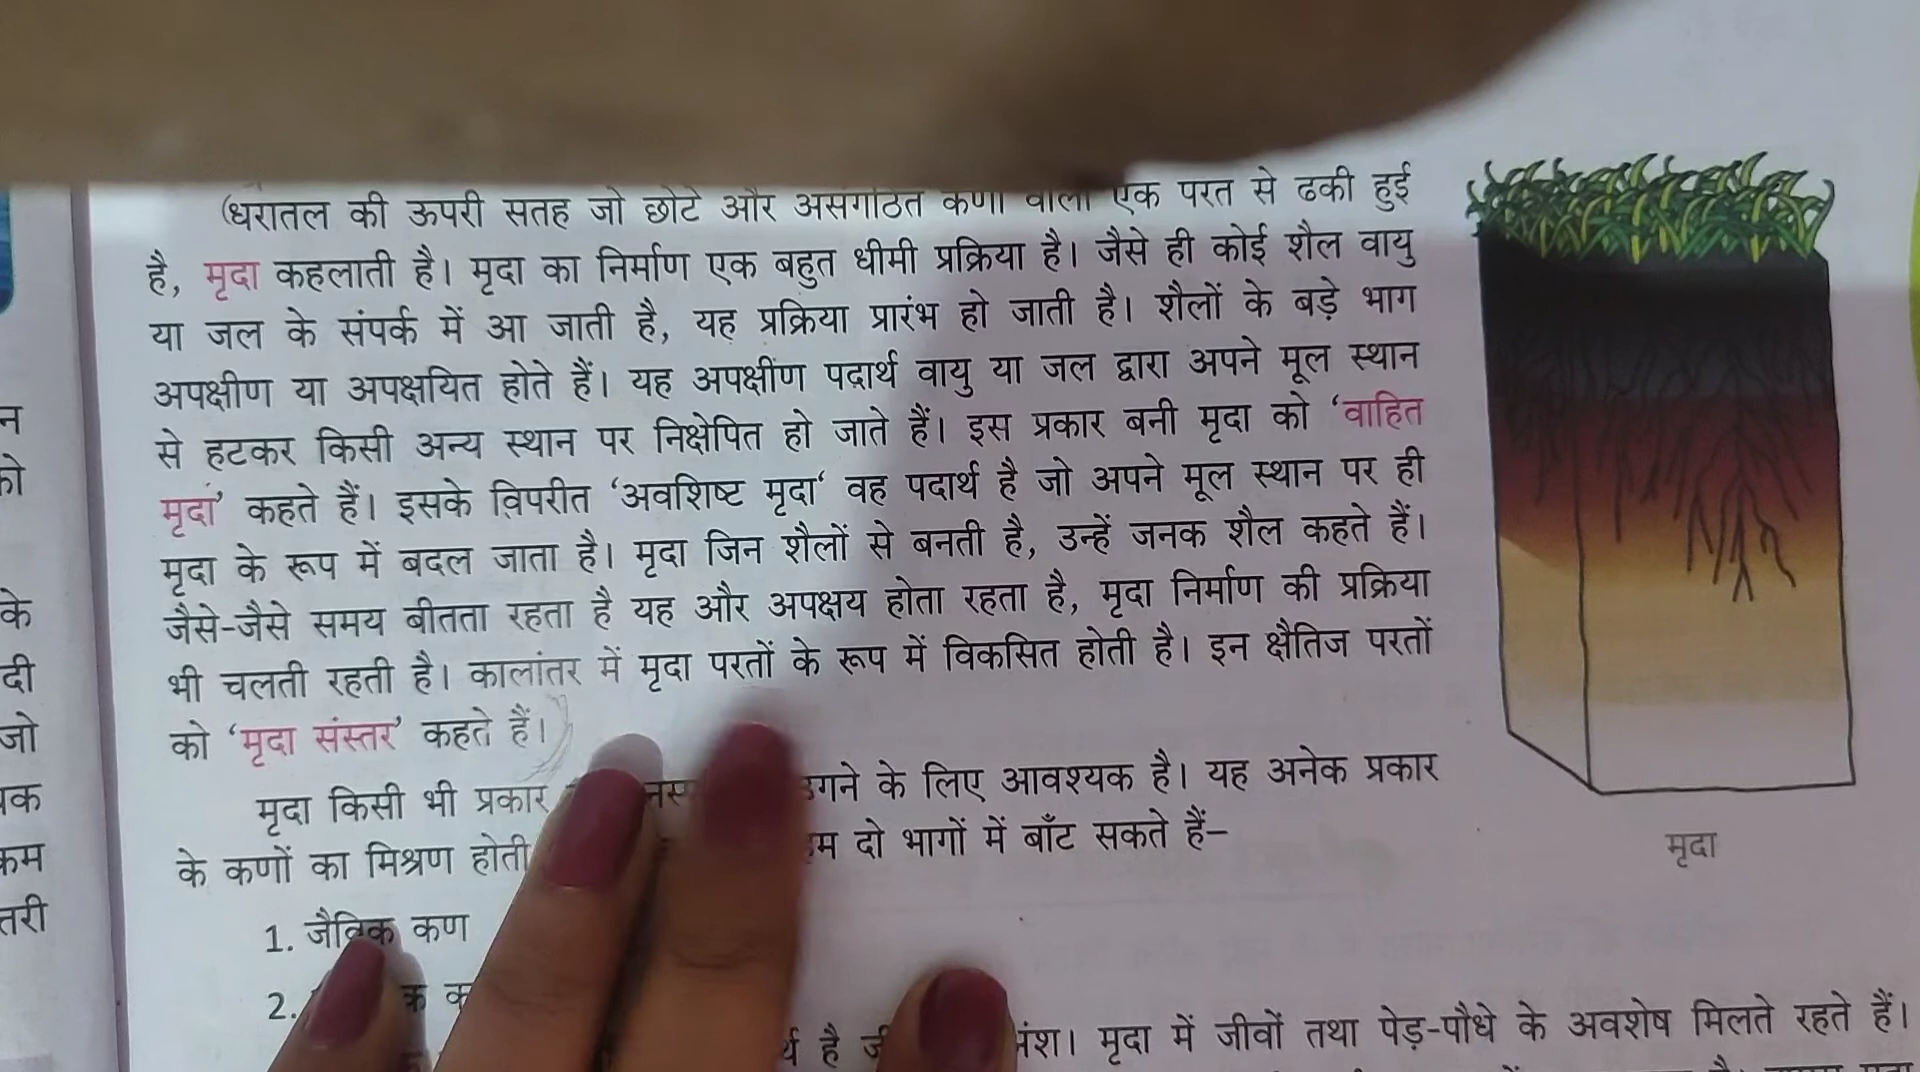 (धरातल की ऊपरी सतह जो छोटे और असंगठित कणों वाली एक परत से ढकी हुई
है, मृदा कहलाती है। मृदा का निर्माण एक बहुत धीमी प्रक्रिया है। जैसे ही कोई शैल वायु
या जल के संपर्क में आ जाती है, यह प्रक्रिया प्रारंभ हो जाती है। शैलों के बड़े भाग
अपक्षीण या अपक्षयित होते हैं। यह अपक्षीण पदार्थ वायु या जल द्वारा अपने मूल स्थान
से हटकर किसी अन्य स्थान पर निक्षेपित हो जाते हैं। इस प्रकार बनी मृदा को ‘वाहित
मृदा’ कहते हैं। इसके विपरीत ‘अवशिष्ट मृदा‘ वह पदार्थ है जो अपने मूल स्थान पर ही
मृदा के रूप में बदल जाता है। मृदा जिन शैलों से बनती है, उन्हें जनक शैल कहते हैं।
जैसे-जैसे समय बीतता रहता है यह और अपक्षय होता रहता है, मृदा निर्माण की प्रक्रिया
भी चलती रहती है। कालांतर में मृदा परतों के रूप में विकसित होती है। इन क्षैतिज परतों
को ‘मृदा संस्तर’ कहते हैं।)
मृदा किसी भी प्रकार उगने के लिए आवश्यक है। यह अनेक प्रकार
के कणों का मिश्रण होती दो भागों में बाँट सकते हैं–
मृदा
1. जैविक कण
2.
है मृदा में जीवों तथा पेड़-पौधे के अवशेष मिलते रहते हैं।